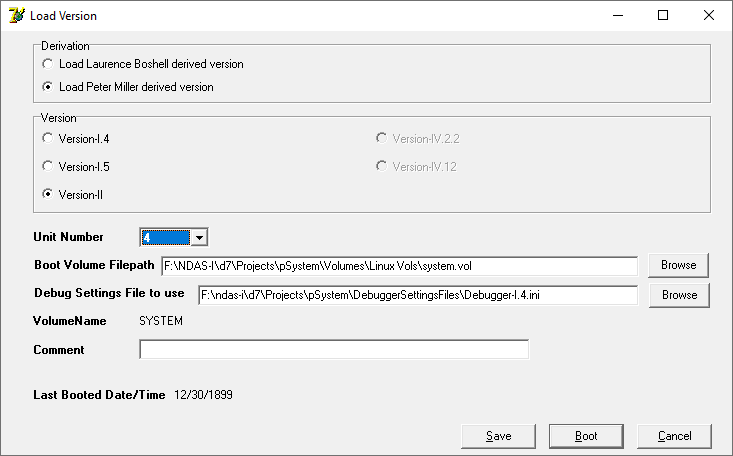 Load Version
Derivation
Load Laurence Boshell derived version
Load Peter Miller derived version
Version
Version-I.4 Version-IV.2.2
Version-I.5 Version-IV.12
Version-II
Unit Number 4
Boot Volume Filepath F:\NDAS-I\d7\Projects\pSystem\Volumes\Linux Vols\system.vol Browse
Debug Settings File to use F:\ndas-i\d7\Projects\pSystem\DebuggerSettingsFiles\Debugger-I.4.ini Browse
VolumeName SYSTEM
Comment
Last Booted Date/Time 12/30/1899
Save Boot Cancel